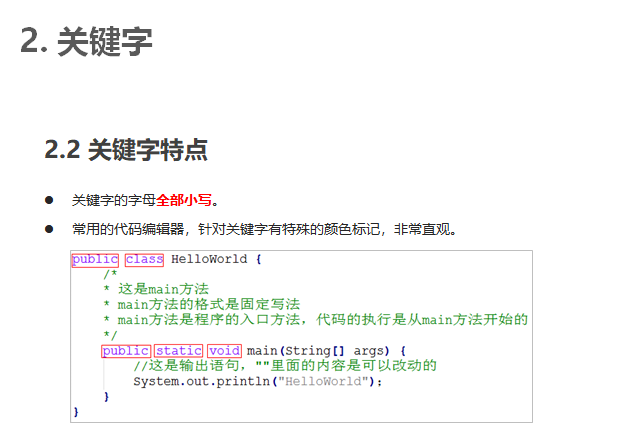 2. 关键字
2.2 关键字特点
● 关键字的字母全部小写。
● 常用的代码编辑器，针对关键字有特殊的颜色标记，非常直观。
public class HelloWorld {
/*
* 这是main方法
* main方法的格式是固定写法
* main方法是程序的入口方法，代码的执行是从main方法开始的
*/
public static void main(String[] args) {
//这是输出语句，""里面的内容是可以改动的
System.out.println("HelloWorld");
}
}